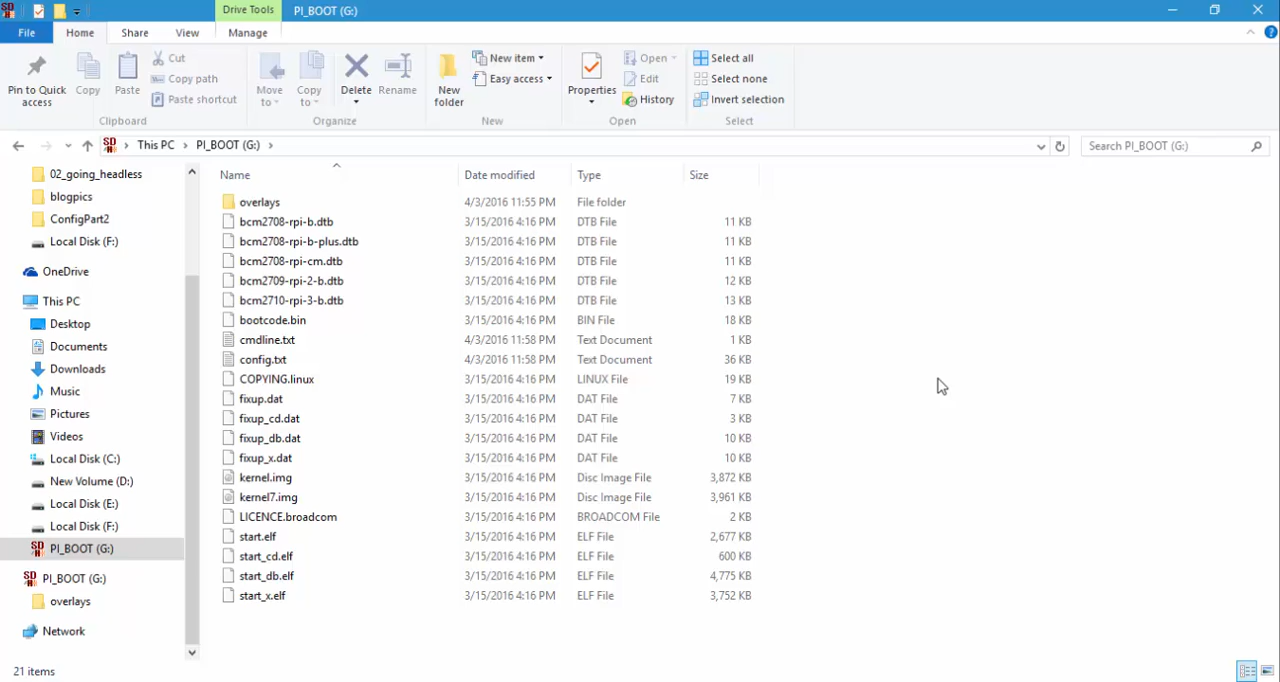 Drive Tools PI_BOOT (G:)
File Home Share View Manage
Pin to Quick access
Copy
Paste
Cut
Copy path
Paste shortcut
Clipboard
Move to
Copy to
Delete
Rename
Organize
New folder
New item
Easy access
New
Properties
Open
Edit
History
Open
Select all
Select none
Invert selection
Select
This PC PI_BOOT (G:)
Search PI_BOOT (G:)
02_going_headless
blogpics
ConfigPart2
Local Disk (F:)
OneDrive
This PC
Desktop
Documents
Downloads
Music
Pictures
Videos
Local Disk (C:)
New Volume (D:)
Local Disk (E:)
Local Disk (F:)
PI_BOOT (G:)
PI_BOOT (G:)
overlays
Network
Name Date modified Type Size
overlays 4/3/2016 11:55 PM File folder
bcm2708-rpi-b.dtb 3/15/2016 4:16 PM DTB File 11 KB
bcm2708-rpi-b-plus.dtb 3/15/2016 4:16 PM DTB File 11 KB
bcm2708-rpi-cm.dtb 3/15/2016 4:16 PM DTB File 11 KB
bcm2709-rpi-2-b.dtb 3/15/2016 4:16 PM DTB File 12 KB
bcm2710-rpi-3-b.dtb 3/15/2016 4:16 PM DTB File 13 KB
bootcode.bin 3/15/2016 4:16 PM BIN File 18 KB
cmdline.txt 4/3/2016 11:58 PM Text Document 1 KB
config.txt 4/3/2016 11:58 PM Text Document 36 KB
COPYING.linux 3/15/2016 4:16 PM LINUX File 19 KB
fixup.dat 3/15/2016 4:16 PM DAT File 7 KB
fixup_cd.dat 3/15/2016 4:16 PM DAT File 3 KB
fixup_db.dat 3/15/2016 4:16 PM DAT File 10 KB
fixup_x.dat 3/15/2016 4:16 PM DAT File 10 KB
kernel.img 3/15/2016 4:16 PM Disc Image File 3,872 KB
kernel7.img 3/15/2016 4:16 PM Disc Image File 3,961 KB
LICENCE.broadcom 3/15/2016 4:16 PM BROADCOM File 2 KB
start.elf 3/15/2016 4:16 PM ELF File 2,677 KB
start_cd.elf 3/15/2016 4:16 PM ELF File 600 KB
start_db.elf 3/15/2016 4:16 PM ELF File 4,775 KB
start_x.elf 3/15/2016 4:16 PM ELF File 3,752 KB
21 items